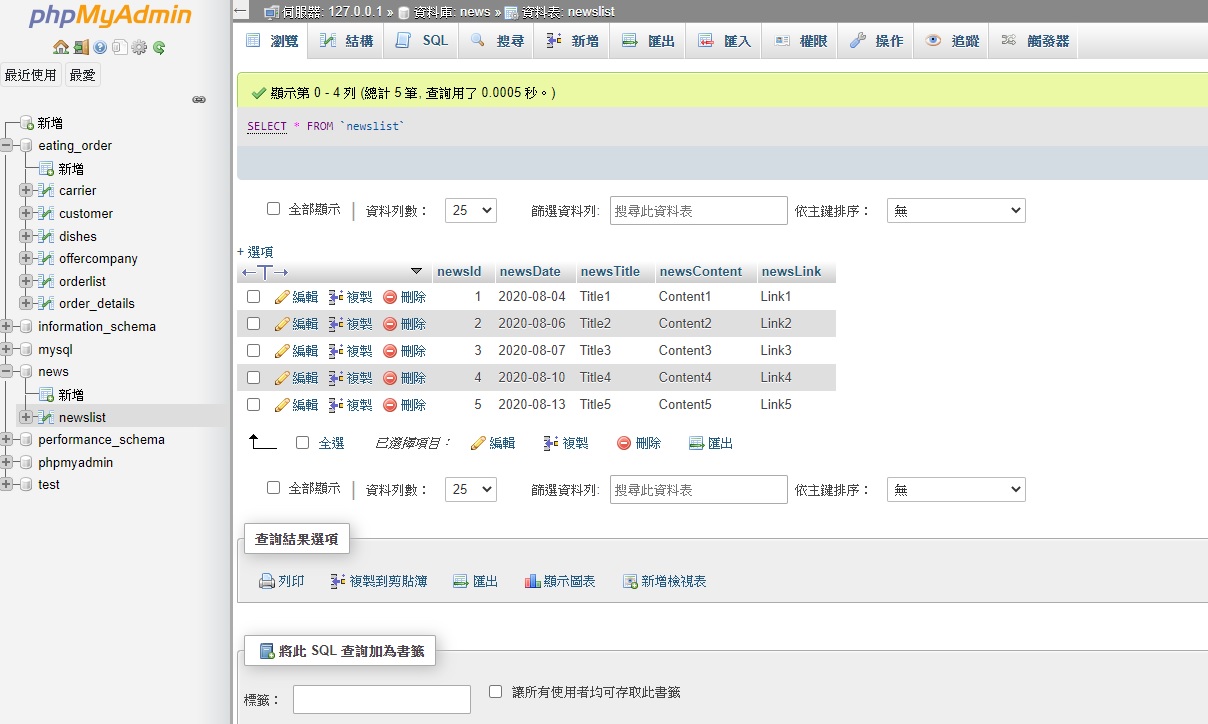 phpMyAdmin
最近使用 最愛
新增
eating_order
新增
carrier
customer
dishes
offercompany
orderlist
order_details
information_schema
mysql
news
新增
newslist
performance_schema
phpmyadmin
test
伺服器: 127.0.0.1 » 資料庫: news » 資料表: newslist
瀏覽 結構 SQL 搜尋 新增 匯出 匯入 權限 操作 追蹤 觸發器
顯示第 0 - 4 列 (總計 5 筆, 查詢用了 0.0005 秒。)
SELECT * FROM `newslist`
全部顯示 | 資料列數： 25 篩選資料列: 搜尋此資料表 依主鍵排序： 無
+ 選項
←T→ newsId newsDate newsTitle newsContent newsLink
編輯 複製 刪除 1 2020-08-04 Title1 Content1 Link1
編輯 複製 刪除 2 2020-08-06 Title2 Content2 Link2
編輯 複製 刪除 3 2020-08-07 Title3 Content3 Link3
編輯 複製 刪除 4 2020-08-10 Title4 Content4 Link4
編輯 複製 刪除 5 2020-08-13 Title5 Content5 Link5
全選 已選擇項目： 編輯 複製 刪除 匯出
全部顯示 | 資料列數： 25 篩選資料列: 搜尋此資料表 依主鍵排序： 無
查詢結果選項
列印 複製到剪貼簿 匯出 顯示圖表 新增檢視表
將此 SQL 查詢加為書籤
標籤： 讓所有使用者均可存取此書籤